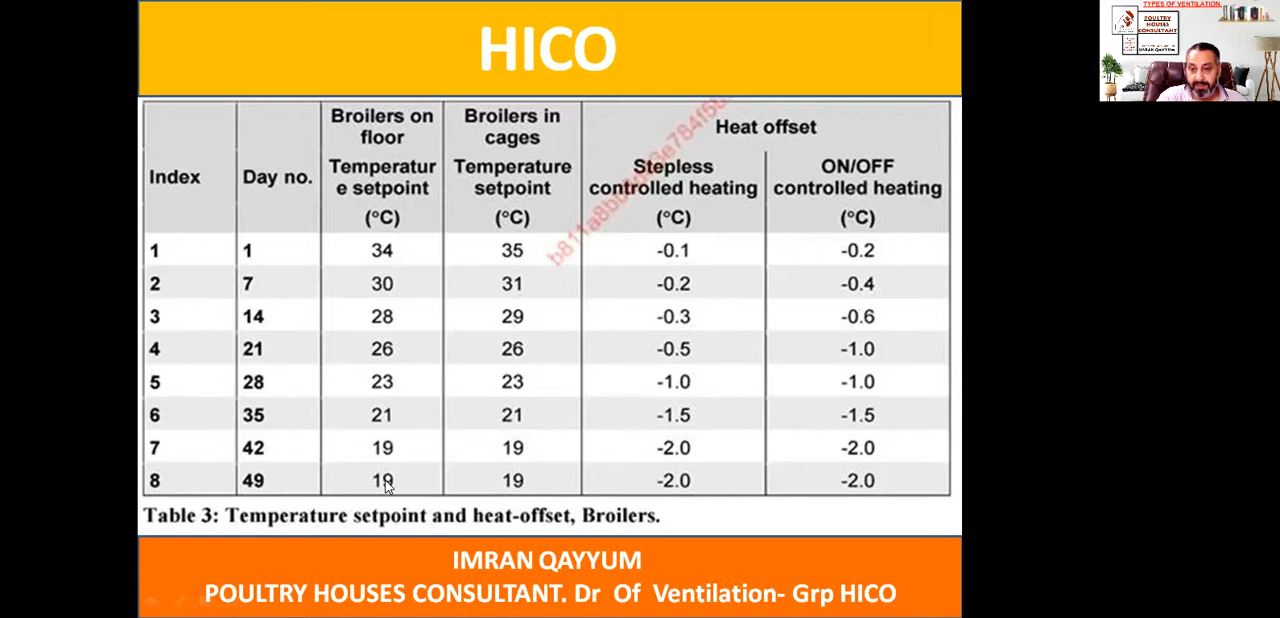 HICO
TYPES OF VENTILATION
POULTRY
HOUSES
CONSULTANT
IMRAN QAYYUM
Broilers on floor Broilers in cages Heat offset
Index Day no. Temperatur e setpoint (°C) Temperature setpoint (°C) Stepless controlled heating (°C) ON/OFF controlled heating (°C)
1 1 34 35 -0.1 -0.2
2 7 30 31 -0.2 -0.4
3 14 28 29 -0.3 -0.6
4 21 26 26 -0.5 -1.0
5 28 23 23 -1.0 -1.0
6 35 21 21 -1.5 -1.5
7 42 19 19 -2.0 -2.0
8 49 19 19 -2.0 -2.0
Table 3: Temperature setpoint and heat-offset, Broilers.
IMRAN QAYYUM
POULTRY HOUSES CONSULTANT. Dr Of Ventilation- Grp HICO